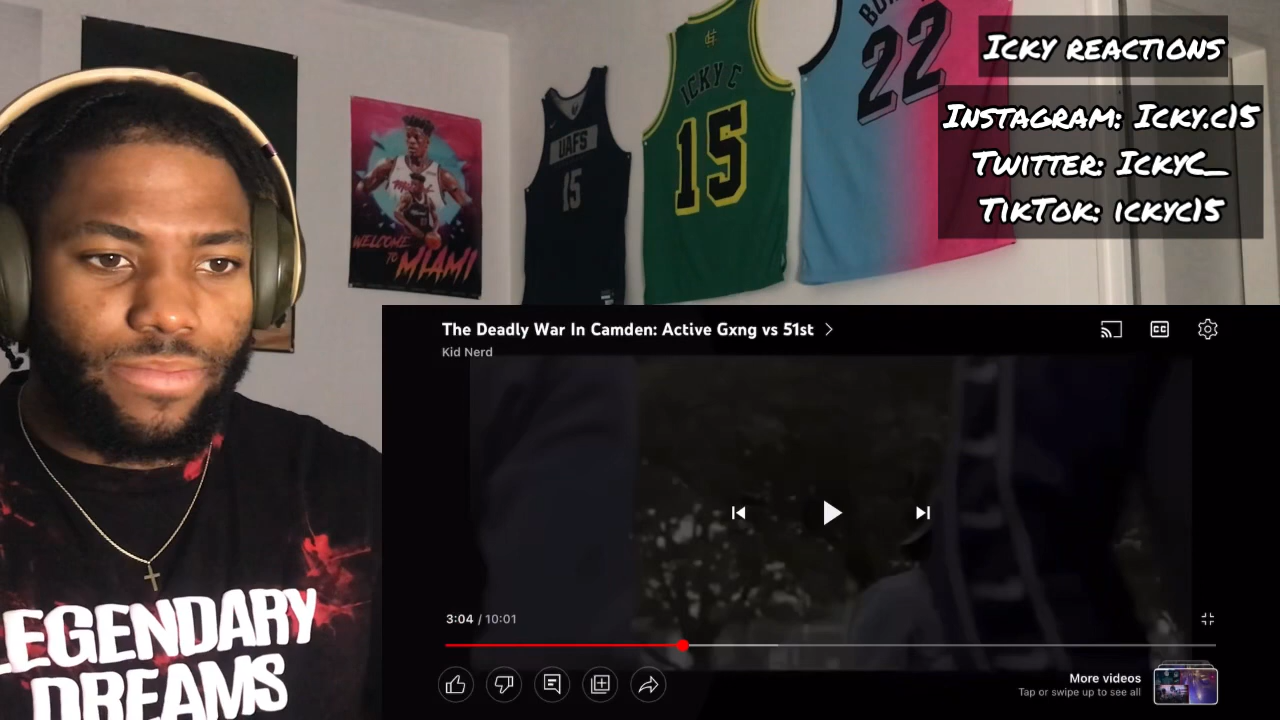 Icky reactions
Instagram: Icky.c15
Twitter: IckyC_
TikTok: ickyc15
WELCOME
TO
MIAMI
UAFS
15
ICKY C
15
22
The Deadly War In Camden: Active Gxng vs 51st
Kid Nerd
CC
3:04 / 10:01
More videos
Tap or swipe up to see all
LEGENDARY
DREAMS